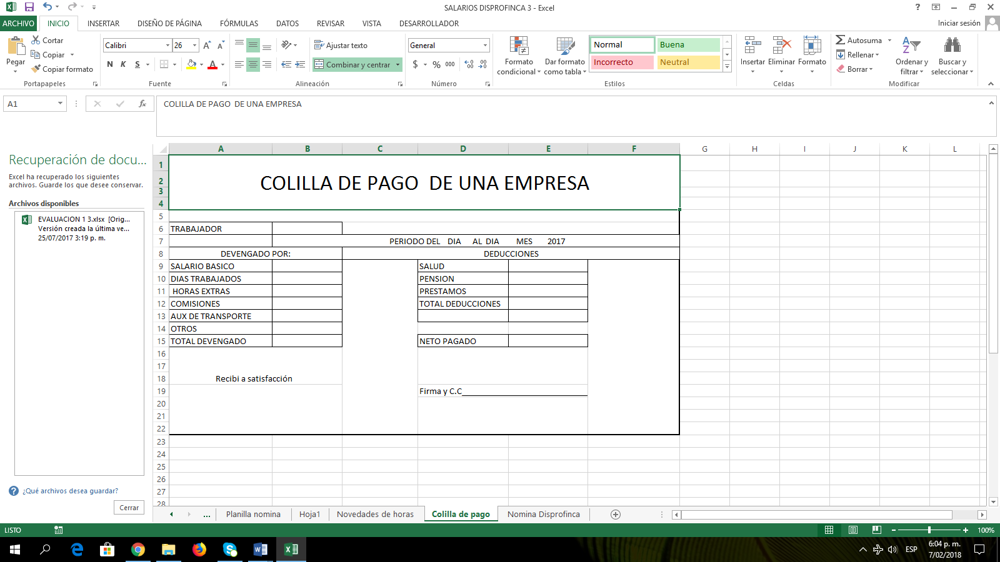 SALARIOS DISPROFINCA 3 - Excel
?
ARCHIVO INICIO INSERTAR DISEÑO DE PÁGINA FÓRMULAS DATOS REVISAR VISTA DESARROLLADOR Iniciar sesión
Pegar
Cortar
Copiar
Copiar formato
Portapapeles
Calibri 26 A A
N K S A
Fuente
Ajustar texto
Combinar y centrar
Alineación
General
$ % 000
Número
Formato condicional
Dar formato como tabla
Normal Buena
Incorrecto Neutral
Estilos
Insertar Eliminar Formato
Celdas
Autosuma
Rellenar
Borrar
Ordenar y filtrar
Buscar y seleccionar
Modificar
A1 fx COLILLA DE PAGO  DE UNA EMPRESA
Recuperación de docu...
Excel ha recuperado los siguientes
archivos. Guarde los que desee conservar.
Archivos disponibles
EVALUACION 1 3.xlsx [Orig...
Versión creada la última ve...
25/07/2017 3:19 p. m.
¿Qué archivos desea guardar?
Cerrar
A B C D E F G H I J K L
1
2 COLILLA DE PAGO  DE UNA EMPRESA
3
4
5
6 TRABAJADOR
7 PERIODO DEL DIA AL DIA MES 2017
8 DEVENGADO POR: DEDUCCIONES
9 SALARIO BASICO SALUD
10 DIAS TRABAJADOS PENSION
11 HORAS EXTRAS PRESTAMOS
12 COMISIONES TOTAL DEDUCCIONES
13 AUX DE TRANSPORTE
14 OTROS
15 TOTAL DEVENGADO NETO PAGADO
16
17
18 Recibi a satisfacción
19 Firma y C.C____________________________
20
21
22
23
24
25
26
27
28
... Planilla nomina Hoja1 Novedades de horas Colilla de pago Nomina Disprofinca
LISTO 100%
ESP 6:04 p. m.
7/02/2018